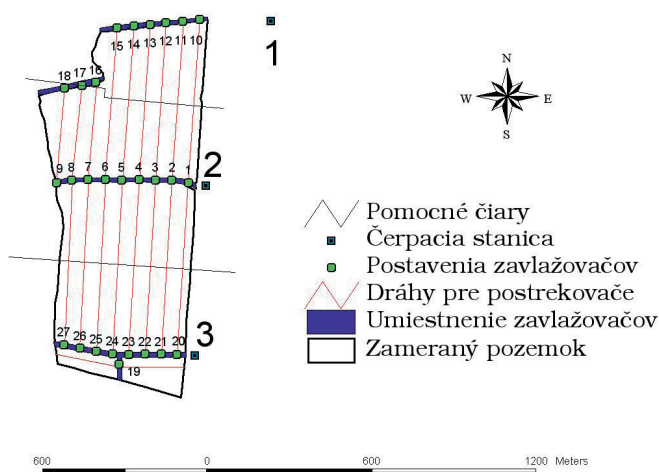 15 14 13 12 11 10
1
18 17 16
N
W E
S
9 8 7 6 5 4 3 2 1
2
Pomocné čiary
Čerpacia stanica
Postavenia zavlažovačov
Dráhy pre postrekovače
Umiestnenie zavlažovačov
Zameraný pozemok
27 26 25 24 23 22 21 20
3
19
600 0 600 1200 Meters